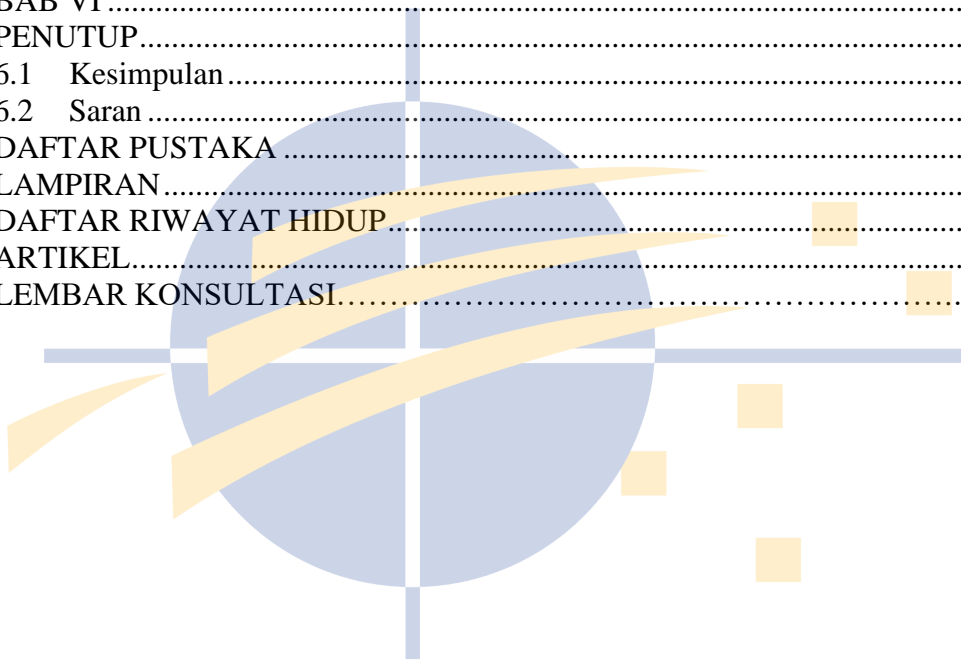 BAB VI........................................................................................................
PENUTUP....................................................................................................
6.1 Kesimpulan........................................................................................
6.2 Saran..................................................................................................
DAFTAR PUSTAKA ..................................................................................
LAMPIRAN.................................................................................................
DAFTAR RIWAYAT HIDUP......................................................................
ARTIKEL.....................................................................................................
LEMBAR KONSULTASI……………………………………………………..